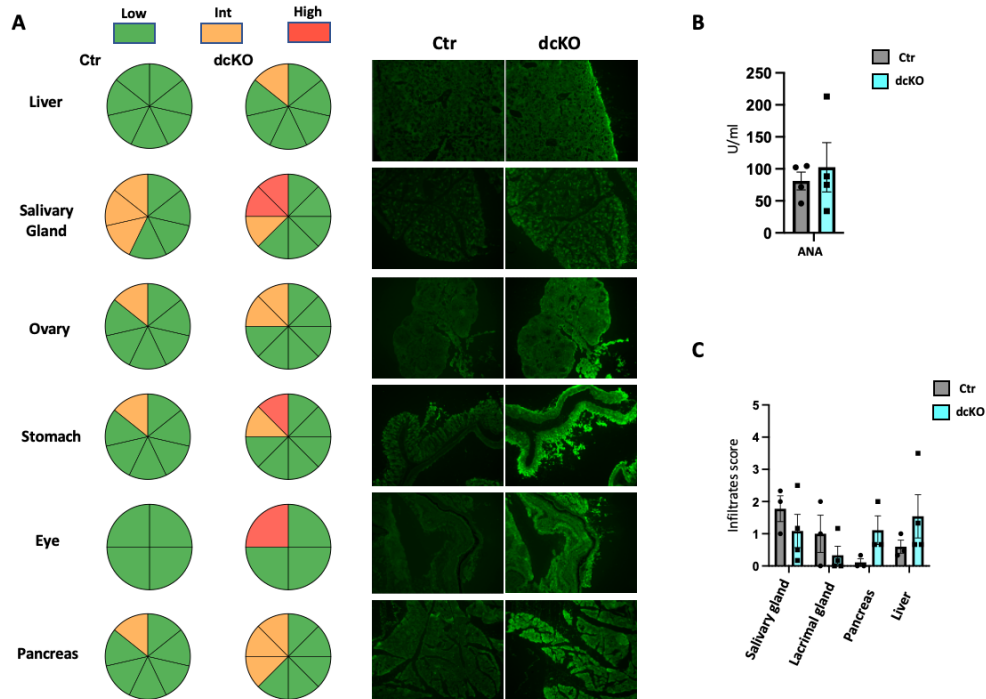 A
Low
Int
High
Ctr
dcKO
Ctr
dcKO
Liver
Salivary
Gland
Ovary
Stomach
Eye
Pancreas
B
Ctr
dcKO
U/ml
250
200
150
100
50
0
ANA
C
Ctr
dcKO
Infiltrates score
5
4
3
2
1
0
Salivary gland
Lacrimal gland
Pancreas
Liver